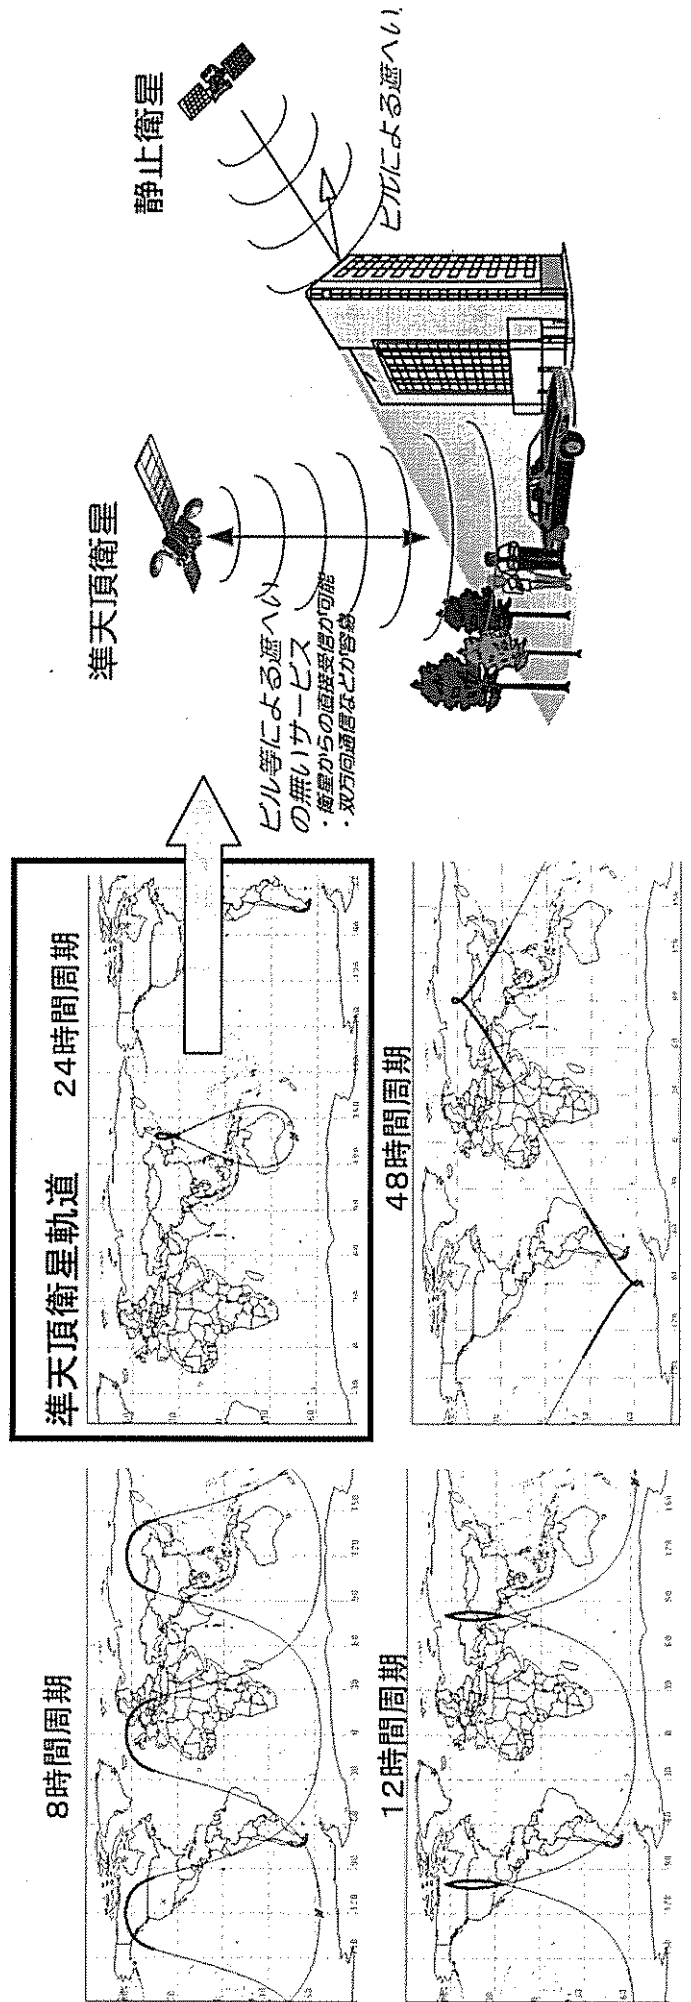 8時間周期
12時間周期
準天頂衛星軌道
24時間周期
48時間周期
準天頂衛星
ビル等による遮へい
の無いサービス
・衛星からの直接受信が可能
・双方向通信などが容易
静止衛星
ビルによる遮へい